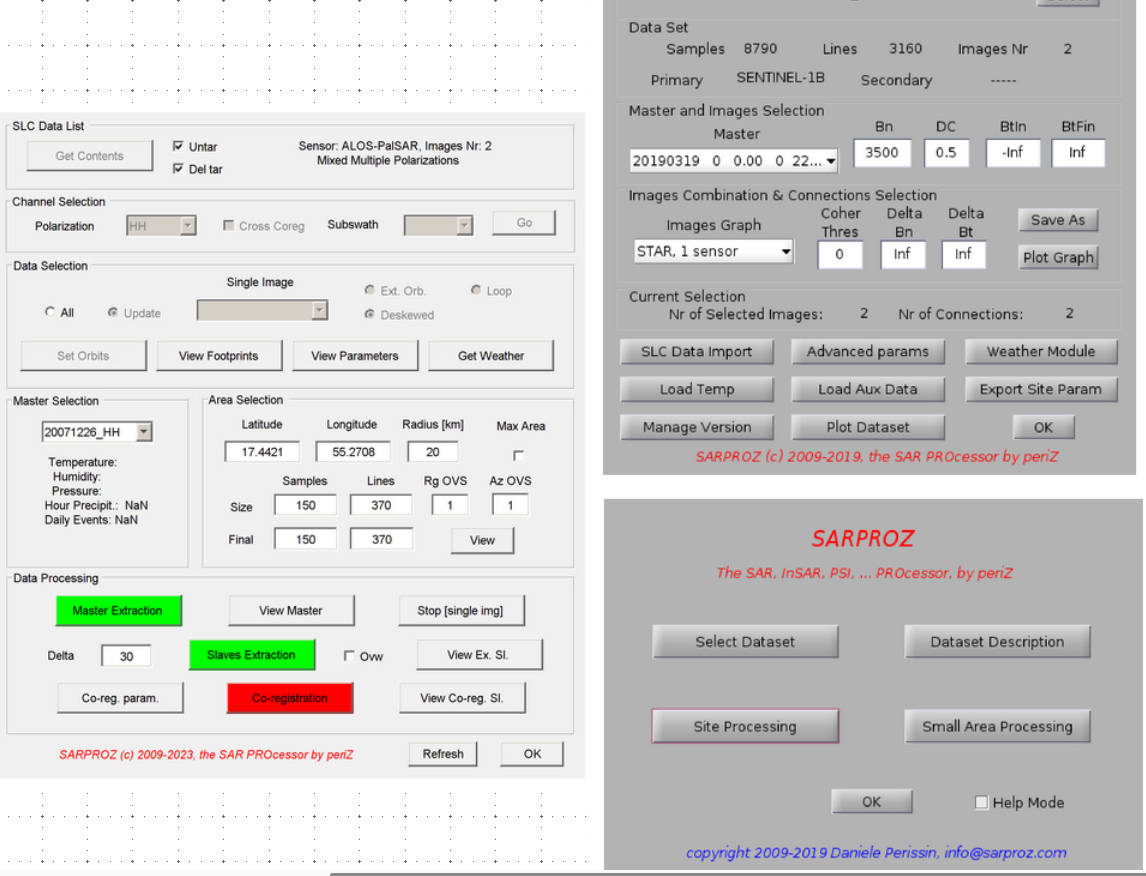 SLC Data List
Get Contents
Untar
Del tar
Sensor: ALOS-PalSAR, Images Nr: 2
Mixed Multiple Polarizations
Channel Selection
Polarization HH Cross Coreg Subswath Go
Data Selection
Single Image
All Update
Ext. Orb. Loop
Deskewed
Set Orbits View Footprints View Parameters Get Weather
Master Selection
20071226_HH
Temperature:
Humidity:
Pressure:
Hour Precipit.: NaN
Daily Events: NaN
Area Selection
Latitude Longitude Radius [km] Max Area
17.4421 55.2708 20
Samples Lines Rg OVS Az OVS
Size 150 370 1 1
Final 150 370 View
Data Processing
Master Extraction View Master Stop [single img]
Delta 30 Slaves Extraction Ovw View Ex. Sl.
Co-reg. param. Co-registration View Co-reg. Sl.
SARPROZ (c) 2009-2023, the SAR PROcessor by periZ Refresh OK
Data Set
Samples 8790 Lines 3160 Images Nr 2
Primary SENTINEL-1B Secondary -----
Master and Images Selection
Master Bn DC BtIn BtFin
20190319 0 0.00 0 22... 3500 0.5 -Inf Inf
Images Combination & Connections Selection
Images Graph
Coher Thres
Delta Bn
Delta Bt
Save As
STAR, 1 sensor 0 Inf Inf Plot Graph
Current Selection
Nr of Selected Images: 2 Nr of Connections: 2
SLC Data Import Advanced params Weather Module
Load Temp Load Aux Data Export Site Param
Manage Version Plot Dataset OK
SARPROZ (c) 2009-2019, the SAR PROcessor by periZ
SARPROZ
The SAR, InSAR, PSI, ... PROcessor, by periZ
Select Dataset Dataset Description
Site Processing Small Area Processing
OK Help Mode
copyright 2009-2019 Daniele Perissin, info@sarproz.com